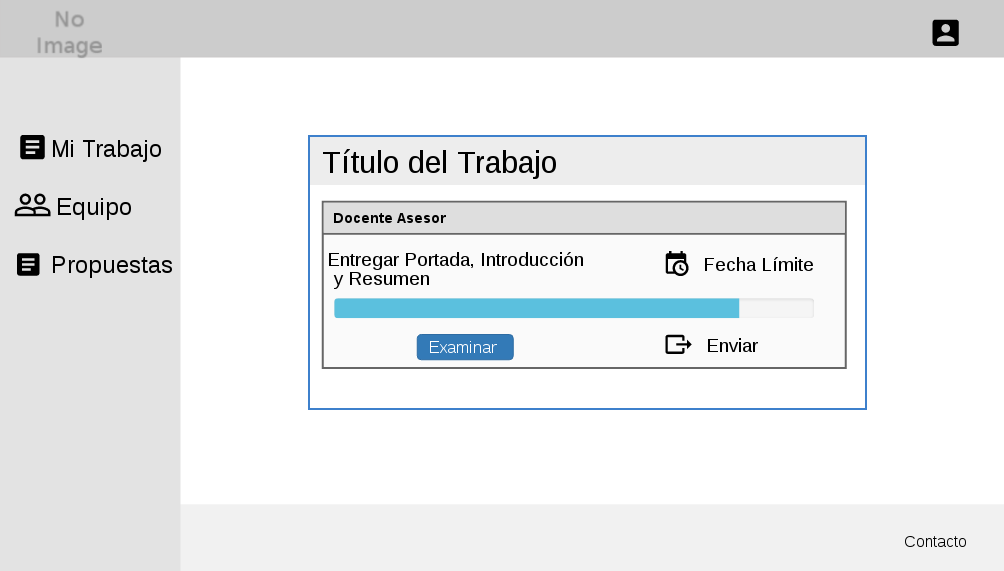 No
Image
Mi Trabajo
Equipo
Propuestas
Título del Trabajo
Docente Asesor
Entregar Portada, Introducción
y Resumen
Fecha Límite
Examinar
Enviar
Contacto